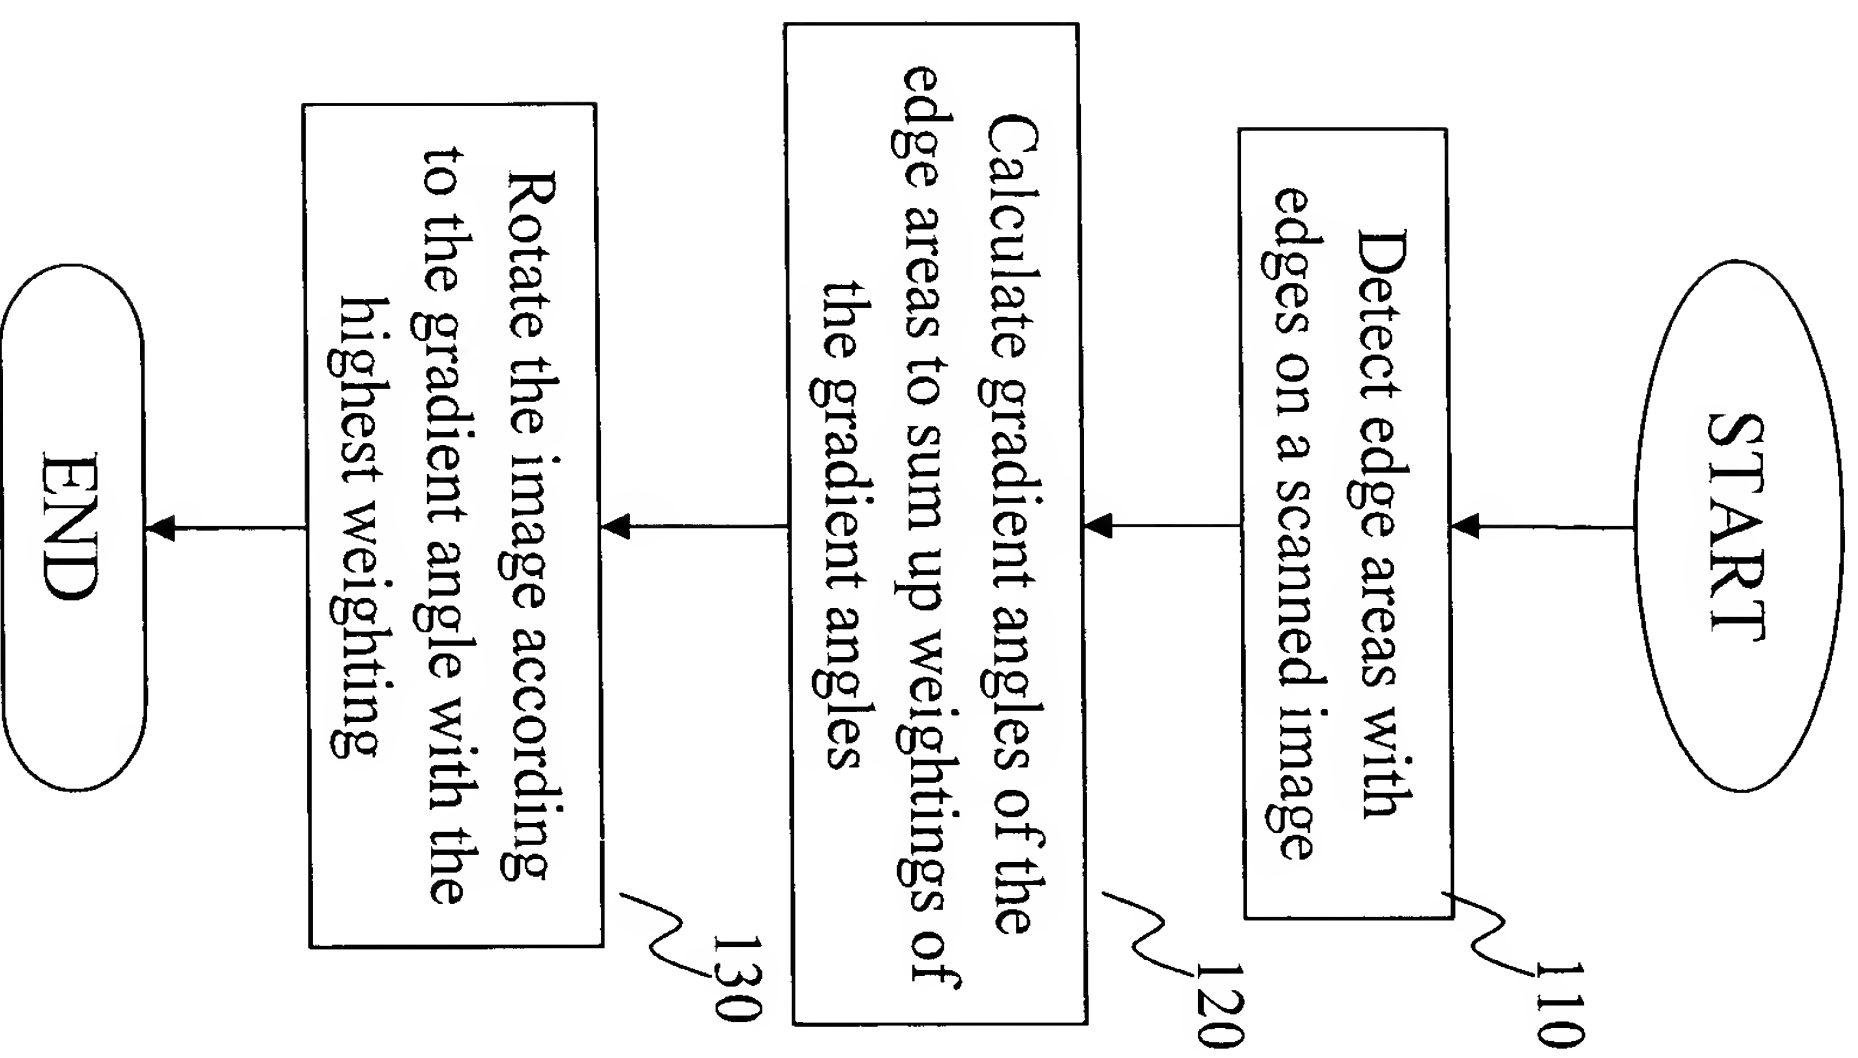 START
Detect edge areas with
edges on a scanned image
110
Calculate gradient angles of the
edge areas to sum up weightings of
the gradient angles
120
Rotate the image according
to the gradient angle with the
highest weighting
130
END